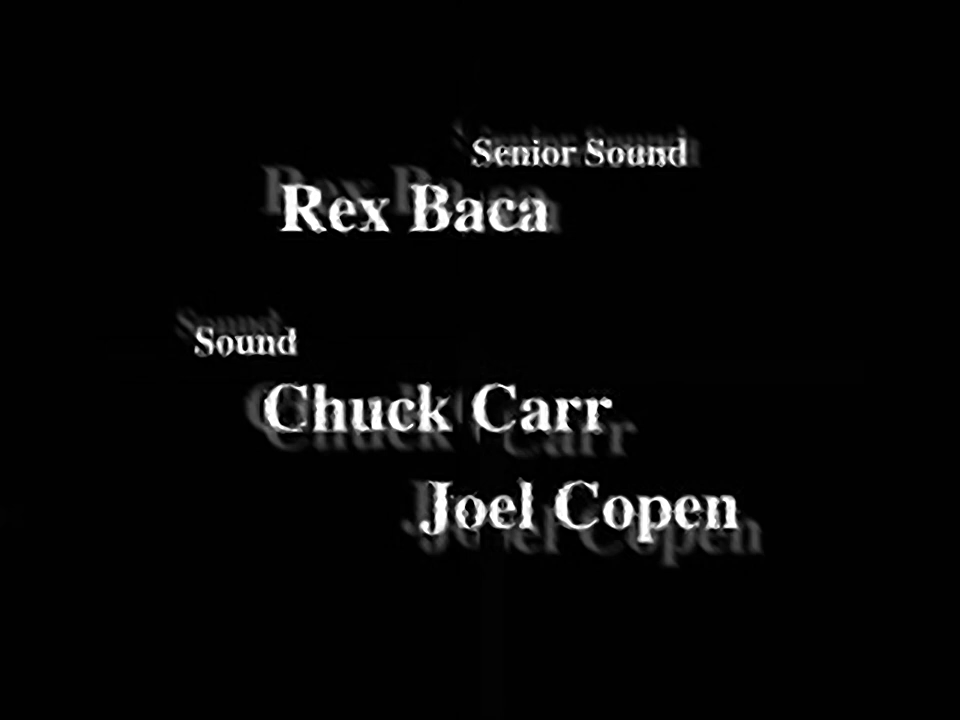 Senior Sound
Rex Baca
Sound
Chuck Carr
Joel Copen